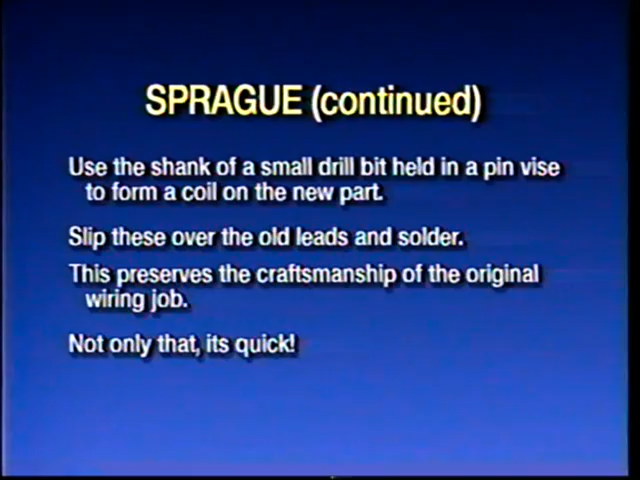 SPRAGUE (continued)
Use the shank of a small drill bit held in a pin vise
to form a coil on the new part.
Slip these over the old leads and solder.
This preserves the craftsmanship of the original
wiring job.
Not only that, its quick!